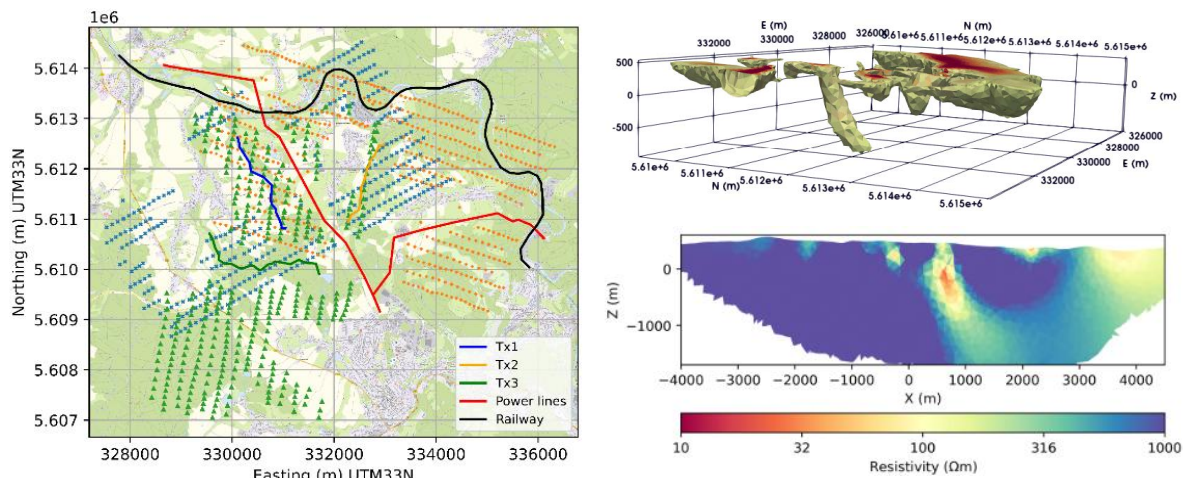 1e6
5.614
5.613
5.612
5.611
5.610
5.609
5.608
5.607
Northing (m) UTM33N
328000 330000 332000 334000 336000
Easting (m) UTM33N
Tx1
Tx2
Tx3
Power lines
Railway
E (m)
N (m)
332000 330000 328000 326000
5.61e+6 5.611e+6 5.612e+6 5.613e+6 5.614e+6 5.615e+6
500
0
-500
0
Z (m)
326000
328000
330000
E (m)
332000
5.61e+6
5.611e+6
N (m)
5.612e+6
5.613e+6
5.614e+6
5.615e+6
Z (m)
0
−1000
−4000 −3000 −2000 −1000 0 1000 2000 3000 4000
X (m)
10 32 100 316 1000
Resistivity (Ωm)